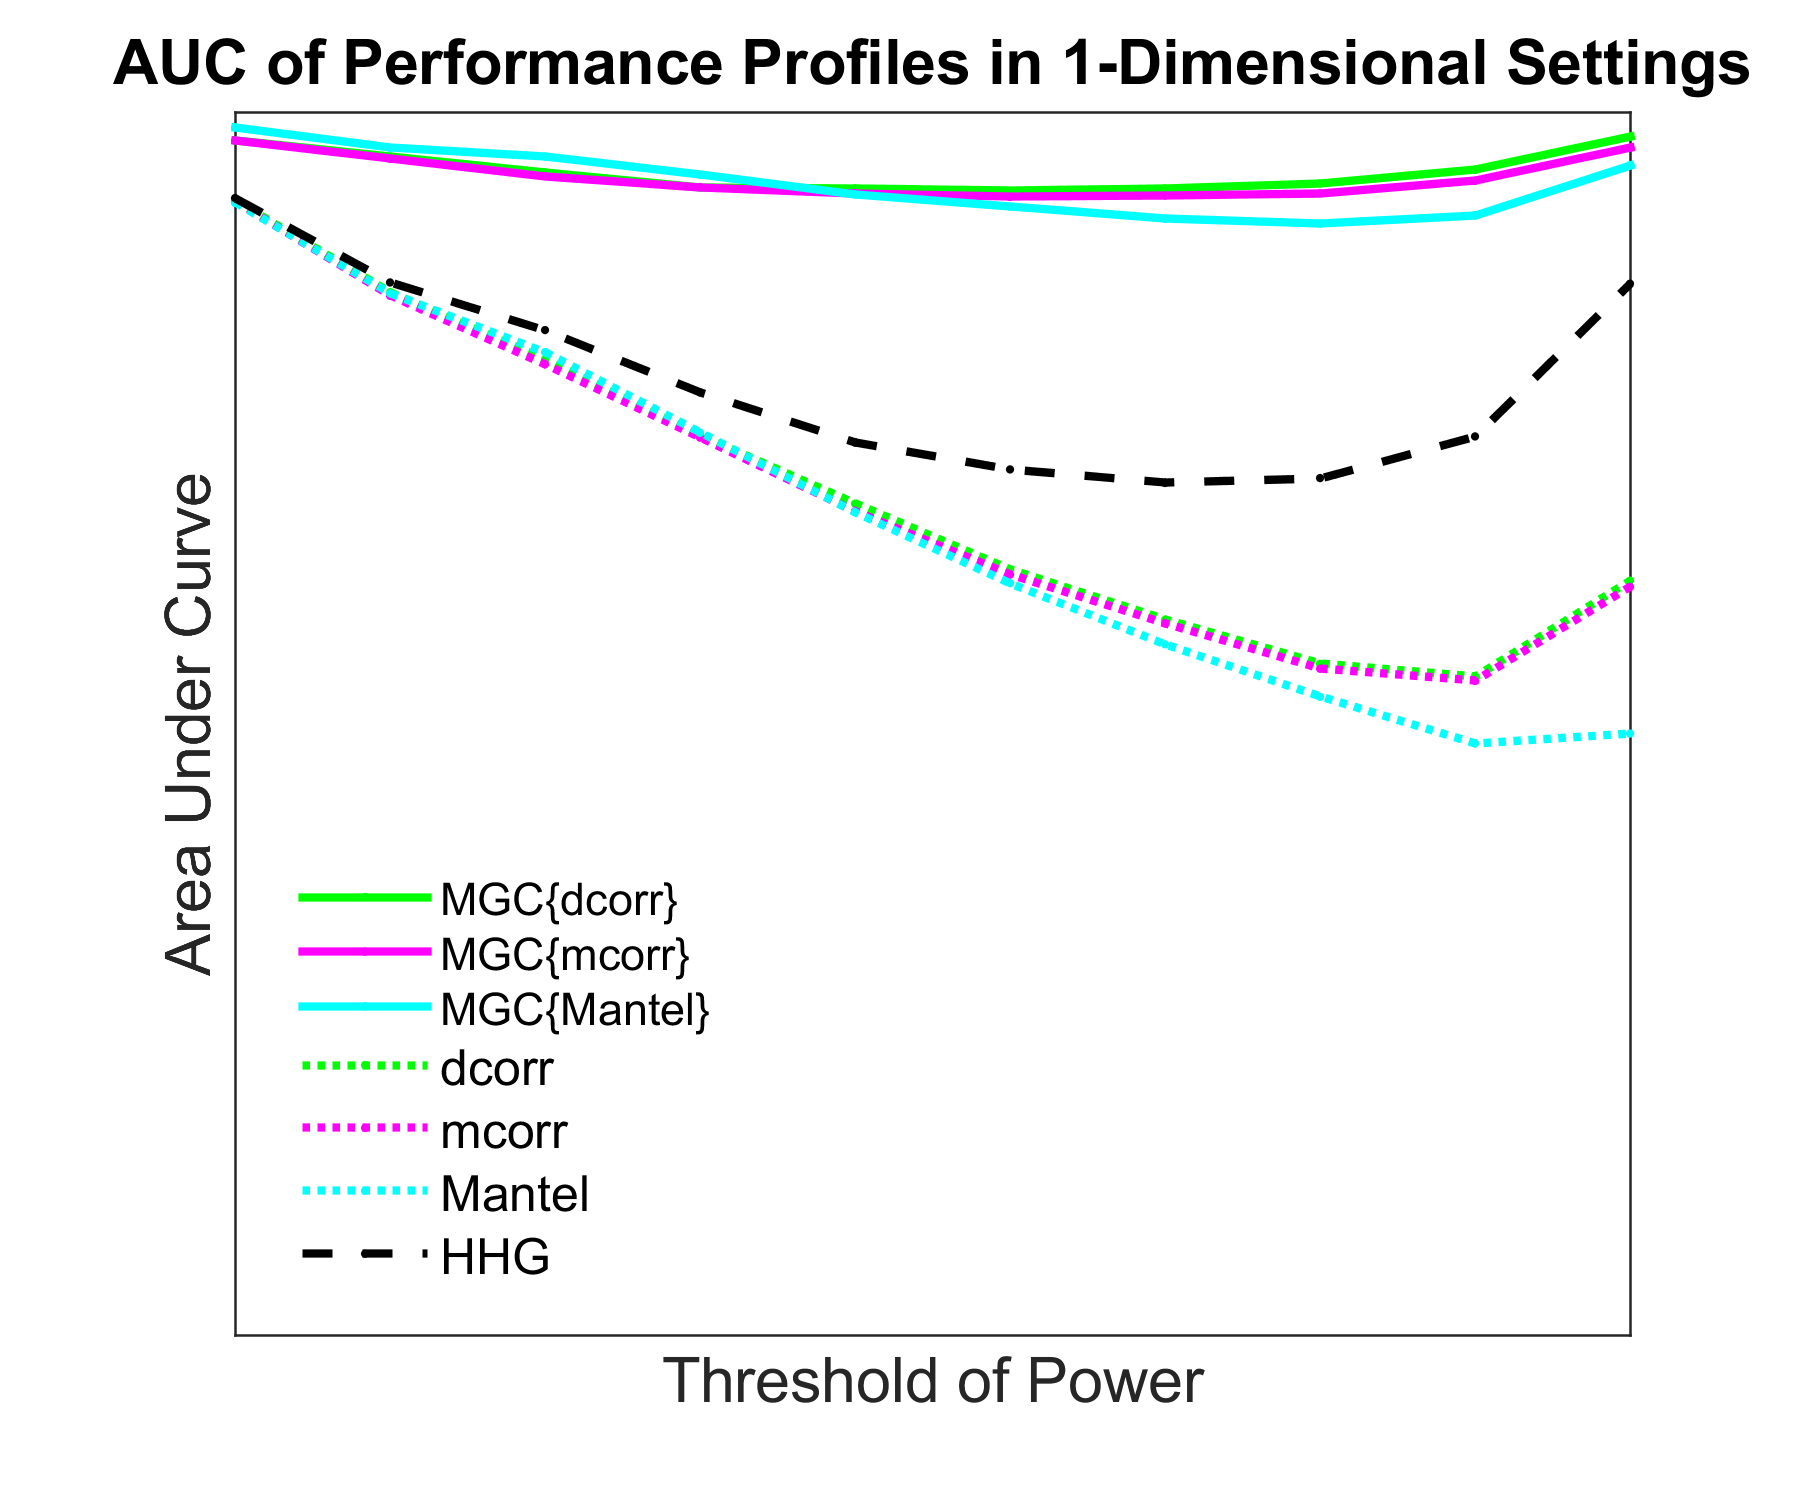 AUC of Performance Profiles in 1-Dimensional Settings
Area Under Curve
MGC{dcorr}
MGC{mcorr}
MGC{Mantel}
dcorr
mcorr
Mantel
HHG
Threshold of Power